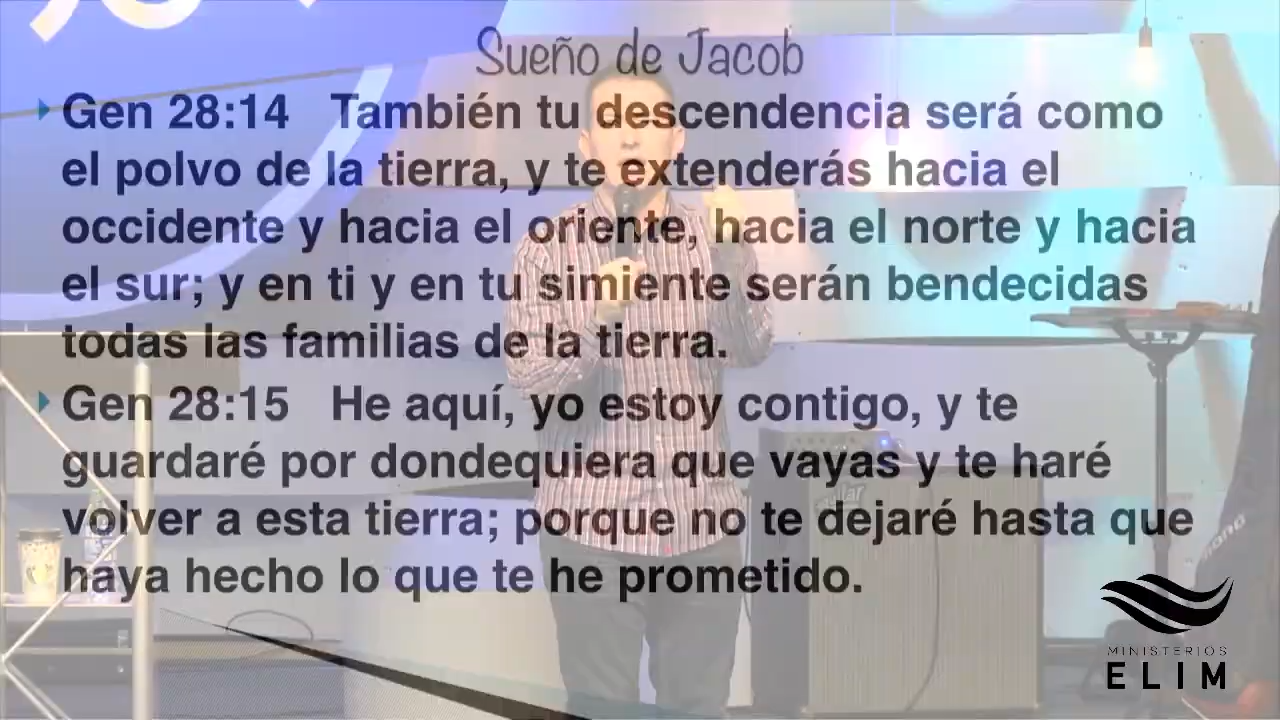 Sueño de Jacob
Gen 28:14 También tu descendencia será como
el polvo de la tierra, y te extenderás hacia el
occidente y hacia el oriente, hacia el norte y hacia
el sur; y en ti y en tu simiente serán bendecidas
todas las familias de la tierra.
Gen 28:15 He aquí, yo estoy contigo, y te
guardaré por dondequiera que vayas y te haré
volver a esta tierra; porque no te dejaré hasta que
haya hecho lo que te he prometido.
MINISTERIOS
ELIM